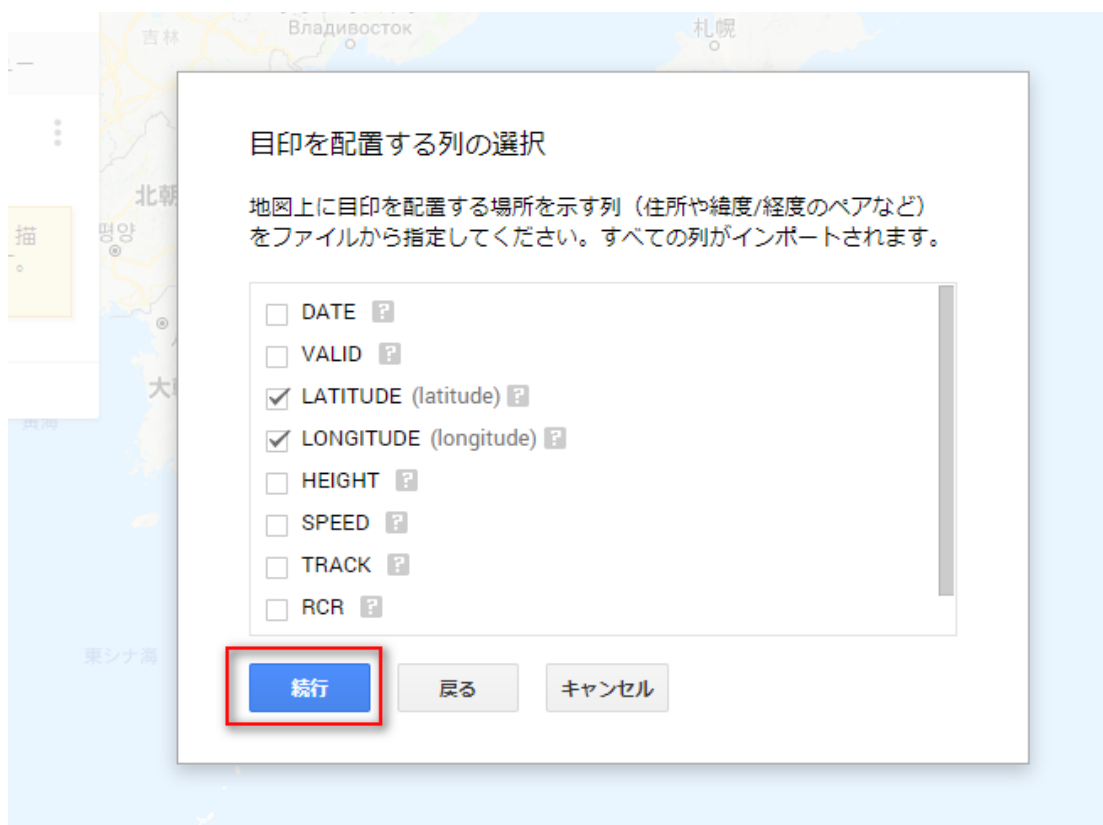 Владивосток
札幌
吉林
ュー
北朝
평양
描
。
大
黄海
東シナ海
目印を配置する列の選択
地図上に目印を配置する場所を示す列（住所や緯度/経度のペアなど）
をファイルから指定してください。すべての列がインポートされます。
DATE ?
VALID ?
LATITUDE (latitude) ?
LONGITUDE (longitude) ?
HEIGHT ?
SPEED ?
TRACK ?
RCR ?
続行 戻る キャンセル